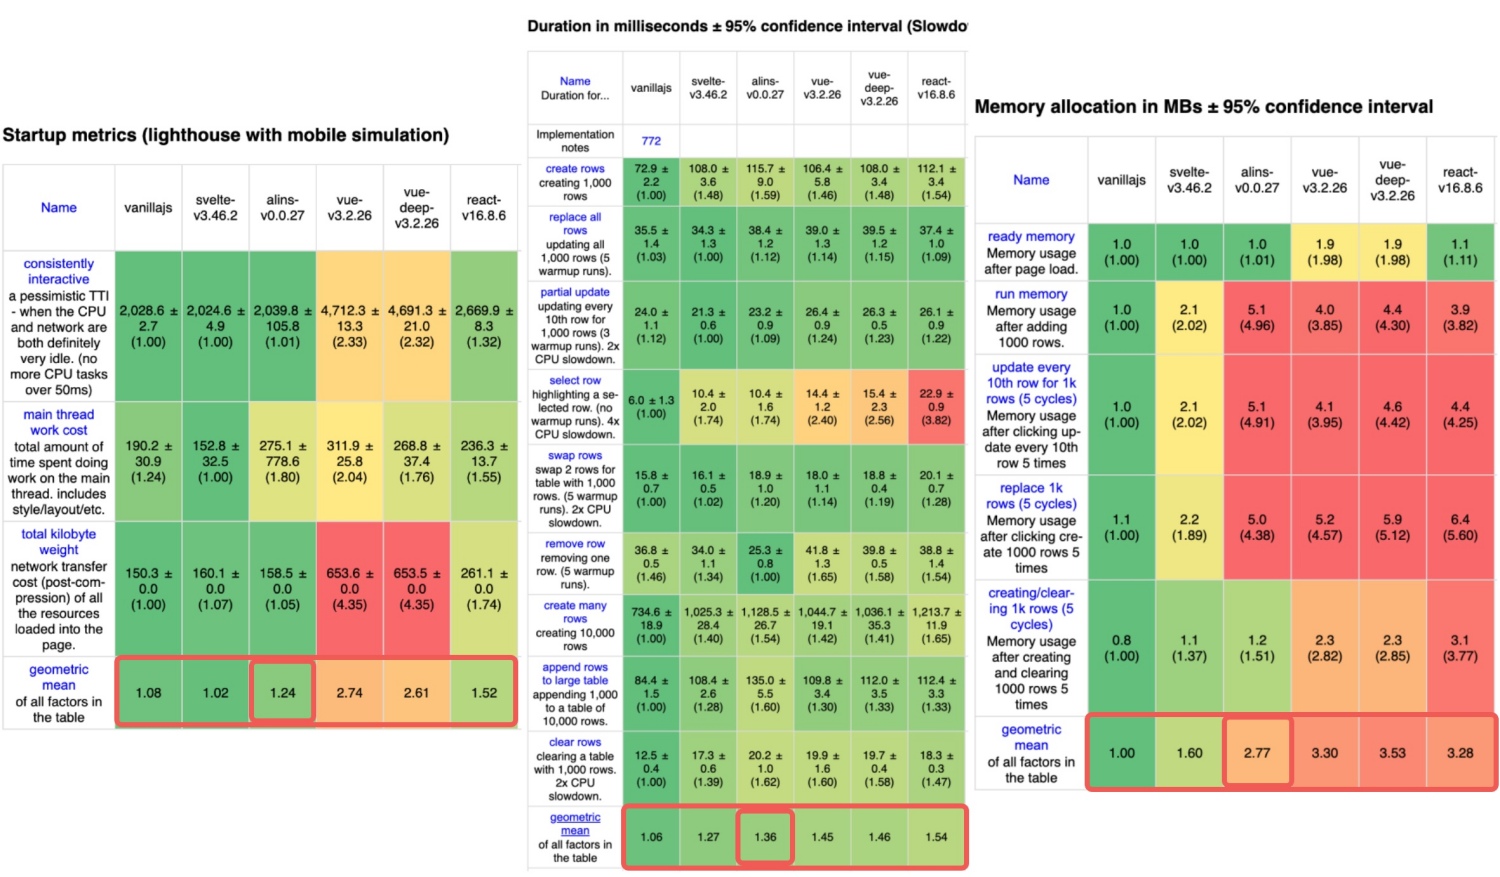 Startup metrics (lighthouse with mobile simulation)
Name vanillajs svelte-v3.46.2 alins-v0.0.27 vue-v3.2.26 vue-deep-v3.2.26 react-v16.8.6
consistently
interactive
a pessimistic TTI
- when the CPU
and network are
both definitely
very idle. (no
more CPU tasks
over 50ms)
2,028.6 ± 2.7 (1.00) 2,024.6 ± 4.9 (1.00) 2,039.8 ± 105.8 (1.01) 4,712.3 ± 13.3 (2.33) 4,691.3 ± 21.0 (2.32) 2,669.9 ± 8.3 (1.32)
main thread
work cost
total amount of
time spent doing
work on the main
thread. includes
style/layout/etc.
190.2 ± 30.9 (1.24) 152.8 ± 32.5 (1.00) 275.1 ± 778.6 (1.80) 311.9 ± 25.8 (2.04) 268.8 ± 37.4 (1.76) 236.3 ± 13.7 (1.55)
total kilobyte
weight
network transfer
cost (post-com-
pression) of all
the resources
loaded into the
page.
150.3 ± 0.0 (1.00) 160.1 ± 0.0 (1.07) 158.5 ± 0.0 (1.05) 653.6 ± 0.0 (4.35) 653.5 ± 0.0 (4.35) 261.1 ± 0.0 (1.74)
geometric
mean
of all factors in
the table
1.08 1.02 1.24 2.74 2.61 1.52
Duration in milliseconds ± 95% confidence interval (Slowdo
Name
Duration for...
vanillajs svelte-v3.46.2 alins-v0.0.27 vue-v3.2.26 vue-deep-v3.2.26 react-v16.8.6
Implementation
notes
772
create rows
creating 1,000
rows
72.9 ± 2.2 (1.00) 108.0 ± 3.6 (1.48) 115.7 ± 9.0 (1.59) 106.4 ± 5.8 (1.46) 108.0 ± 3.4 (1.48) 112.1 ± 3.4 (1.54)
replace all
rows
updating all
1,000 rows (5
warmup runs).
35.5 ± 1.4 (1.03) 34.3 ± 1.3 (1.00) 38.4 ± 1.2 (1.12) 39.0 ± 1.3 (1.14) 39.5 ± 1.2 (1.15) 37.4 ± 1.0 (1.09)
partial update
updating every
10th row for
1,000 rows (3
warmup runs). 2x
CPU slowdown.
24.0 ± 1.1 (1.12) 21.3 ± 0.6 (1.00) 23.2 ± 0.9 (1.09) 26.4 ± 0.9 (1.24) 26.3 ± 0.5 (1.23) 26.1 ± 0.9 (1.22)
select row
highlighting a se-
lected row. (no
warmup runs). 4x
CPU slowdown.
6.0 ± 1.3 (1.00) 10.4 ± 2.0 (1.74) 10.4 ± 1.6 (1.74) 14.4 ± 1.2 (2.40) 15.4 ± 2.3 (2.56) 22.9 ± 0.9 (3.82)
swap rows
swap 2 rows for
table with 1,000
rows. (5 warmup
runs). 2x CPU
slowdown.
15.8 ± 0.7 (1.00) 16.1 ± 0.5 (1.02) 18.9 ± 1.0 (1.20) 18.0 ± 1.1 (1.14) 18.8 ± 0.4 (1.19) 20.1 ± 0.7 (1.28)
remove row
removing one
row. (5 warmup
runs).
36.8 ± 0.5 (1.46) 34.0 ± 1.1 (1.34) 25.3 ± 0.8 (1.00) 41.8 ± 1.3 (1.65) 39.8 ± 0.5 (1.58) 38.8 ± 1.4 (1.54)
create many
rows
creating 10,000
rows
734.6 ± 18.9 (1.00) 1,025.3 ± 28.4 (1.40) 1,128.5 ± 26.7 (1.54) 1,044.7 ± 19.1 (1.42) 1,036.1 ± 35.3 (1.41) 1,213.7 ± 11.9 (1.65)
append rows
to large table
appending 1,000
to a table of
10,000 rows.
84.4 ± 1.5 (1.00) 108.4 ± 2.6 (1.28) 135.0 ± 5.5 (1.60) 109.8 ± 3.4 (1.30) 112.0 ± 3.5 (1.33) 112.4 ± 3.3 (1.33)
clear rows
clearing a table
with 1,000 rows.
2x CPU
slowdown.
12.5 ± 0.4 (1.00) 17.3 ± 0.6 (1.39) 20.2 ± 1.0 (1.62) 19.9 ± 1.6 (1.60) 19.7 ± 0.4 (1.58) 18.3 ± 0.3 (1.47)
geometric
mean
of all factors in
the table
1.06 1.27 1.36 1.45 1.46 1.54
Memory allocation in MBs ± 95% confidence interval
Name vanillajs svelte-v3.46.2 alins-v0.0.27 vue-v3.2.26 vue-deep-v3.2.26 react-v16.8.6
ready memory
Memory usage
after page load.
1.0 (1.00) 1.0 (1.00) 1.0 (1.01) 1.9 (1.98) 1.9 (1.98) 1.1 (1.11)
run memory
Memory usage
after adding
1000 rows.
1.0 (1.00) 2.1 (2.02) 5.1 (4.96) 4.0 (3.85) 4.4 (4.30) 3.9 (3.82)
update every
10th row for 1k
rows (5 cycles)
Memory usage
after clicking up-
date every 10th
row 5 times
1.0 (1.00) 2.1 (2.02) 5.1 (4.91) 4.1 (3.95) 4.6 (4.42) 4.4 (4.25)
replace 1k
rows (5 cycles)
Memory usage
after clicking cre-
ate 1000 rows 5
times
1.1 (1.00) 2.2 (1.89) 5.0 (4.38) 5.2 (4.57) 5.9 (5.12) 6.4 (5.60)
creating/clear-
ing 1k rows (5
cycles)
Memory usage
after creating
and clearing
1000 rows 5
times
0.8 (1.00) 1.1 (1.37) 1.2 (1.51) 2.3 (2.82) 2.3 (2.85) 3.1 (3.77)
geometric
mean
of all factors in
the table
1.00 1.60 2.77 3.30 3.53 3.28